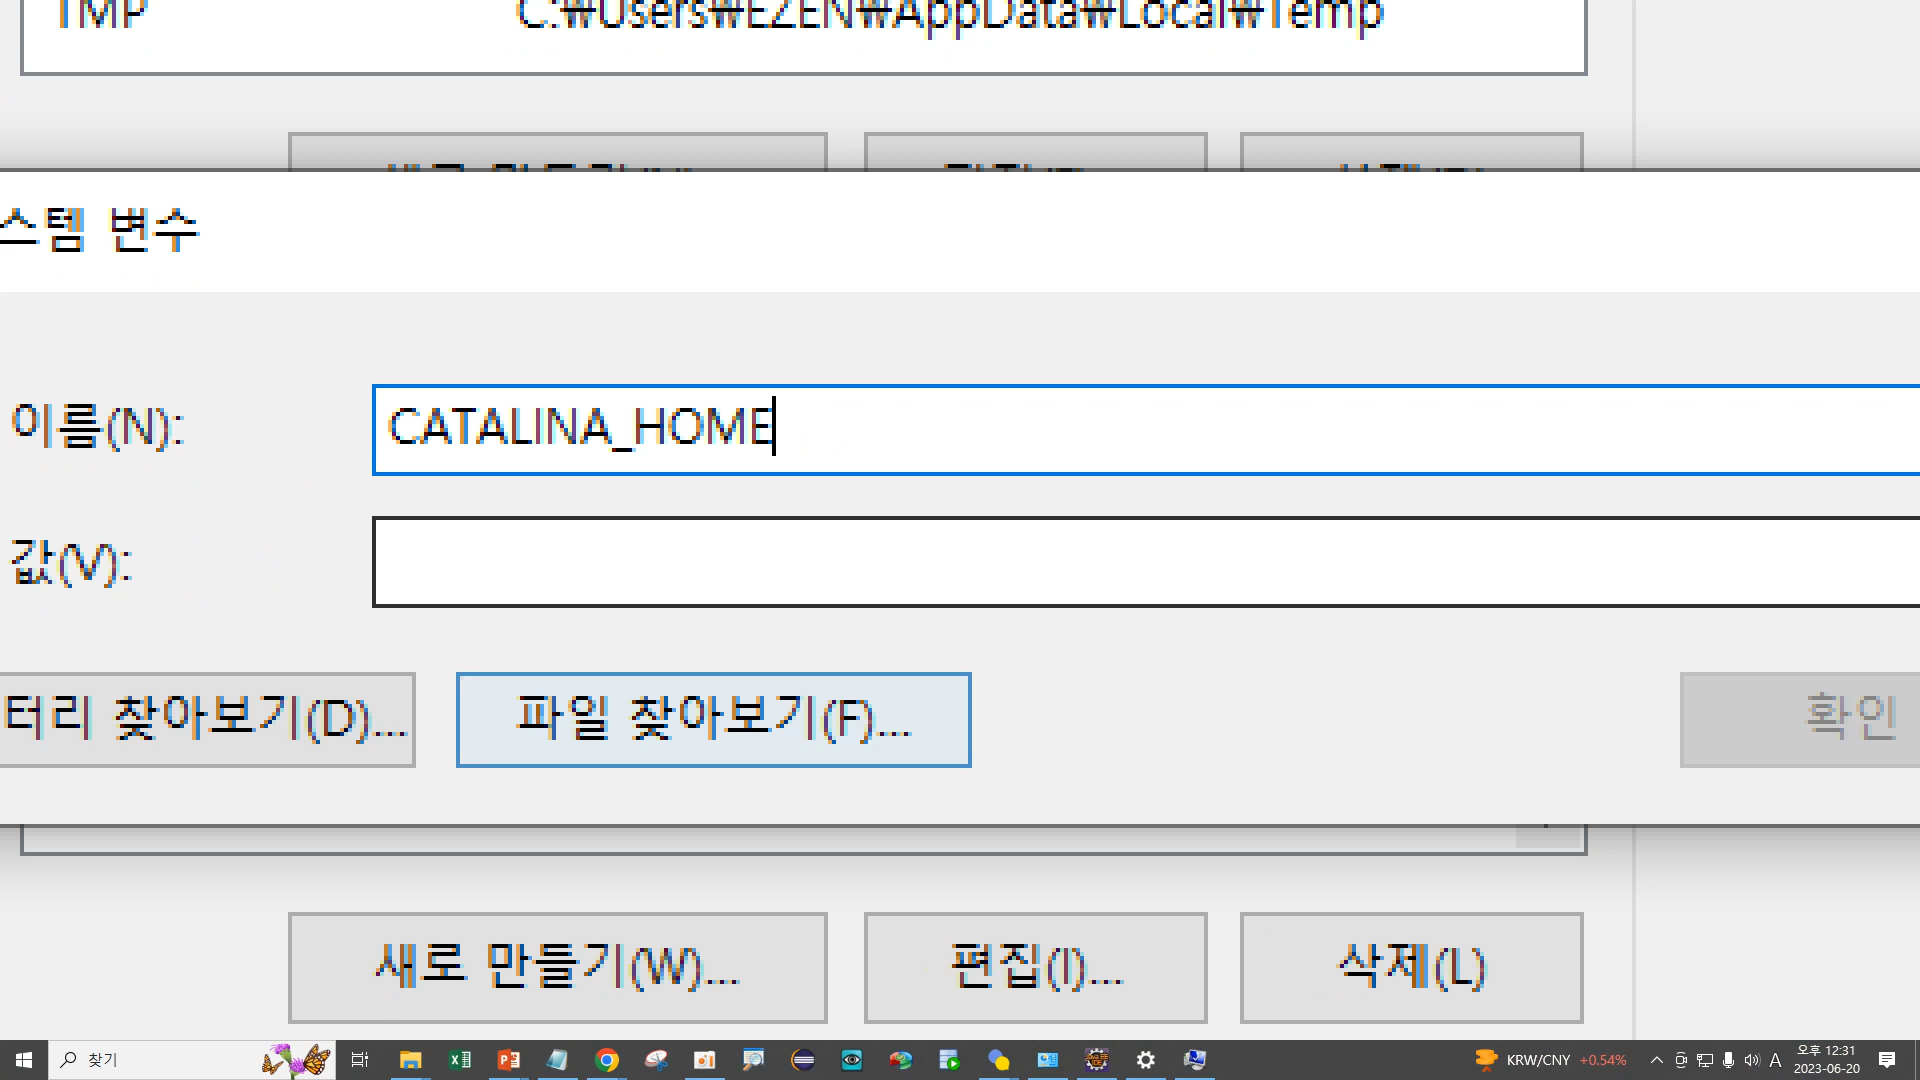 TMP C:₩Users₩EZEN₩AppData₩Local₩Temp
스템 변수
이름(N): CATALINA_HOME
값(V):
터리 찾아보기(D)... 파일 찾아보기(F)... 확인
새로 만들기(W)... 편집(I)... 삭제(L)
찾기 KRW/CNY +0.54% A 오후 12:31
2023-06-20